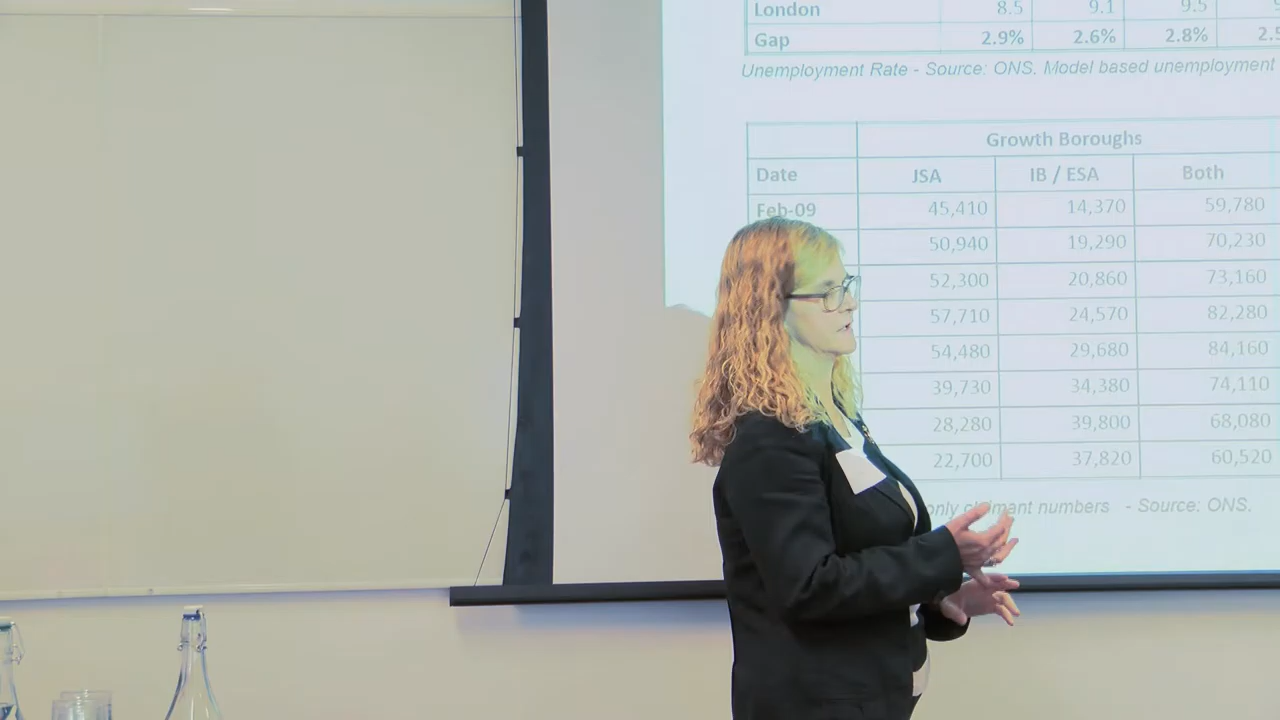 London 8.5 9.1 9.5
Gap 2.9% 2.6% 2.8%
Unemployment Rate - Source: ONS. Model based unemployment
Growth Boroughs
Date JSA IB / ESA Both
Feb-09 45,410 14,370 59,780
50,940 19,290 70,230
52,300 20,860 73,160
57,710 24,570 82,280
54,480 29,680 84,160
39,730 34,380 74,110
28,280 39,800 68,080
22,700 37,820 60,520
only claimant numbers - Source: ONS.